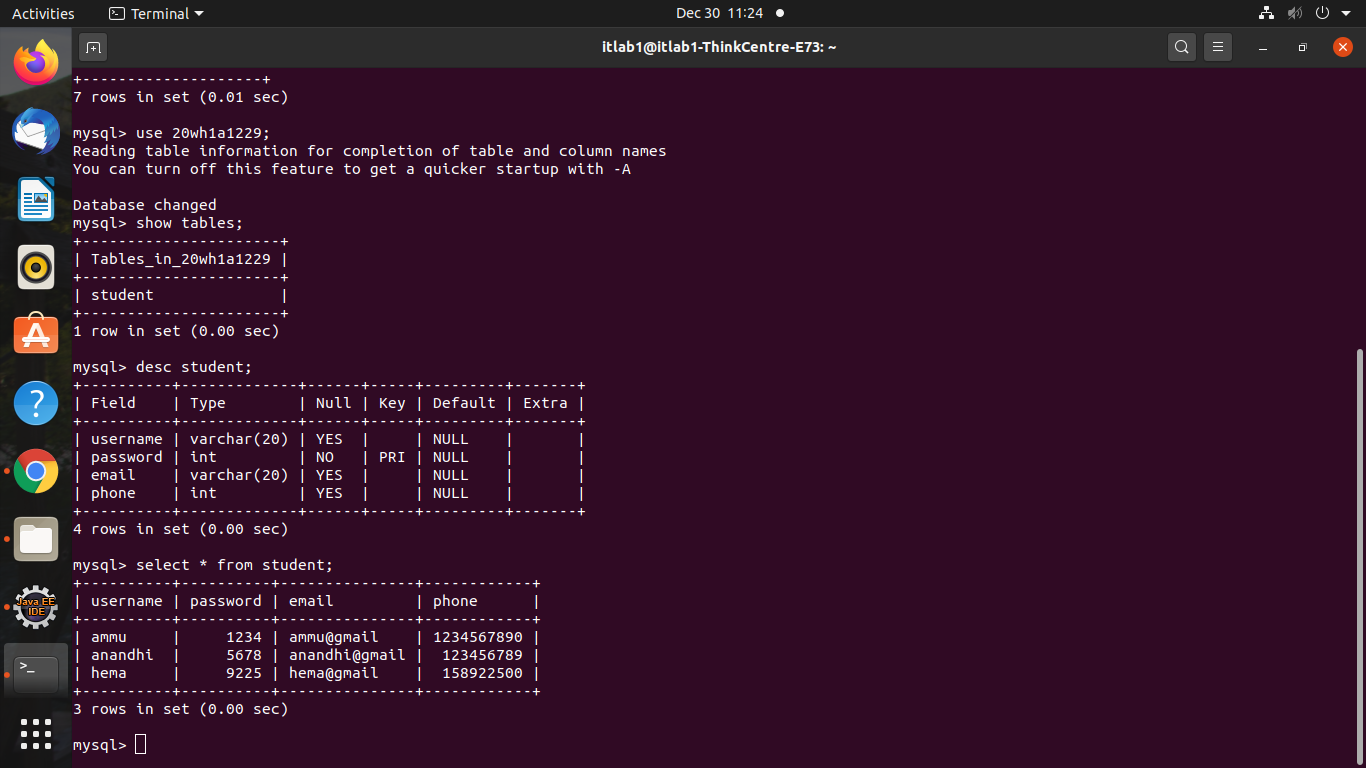 Activities Terminal Dec 30 11:24
itlab1@itlab1-ThinkCentre-E73: ~
+--------------------+
7 rows in set (0.01 sec)
mysql> use 20wh1a1229;
Reading table information for completion of table and column names
You can turn off this feature to get a quicker startup with -A
Database changed
mysql> show tables;
+----------------------+
| Tables_in_20wh1a1229 |
+----------------------+
| student              |
+----------------------+
1 row in set (0.00 sec)
mysql> desc student;
+----------+-------------+------+-----+---------+-------+
| Field    | Type        | Null | Key | Default | Extra |
+----------+-------------+------+-----+---------+-------+
| username | varchar(20) | YES  |     | NULL    |       |
| password | int         | NO   | PRI | NULL    |       |
| email    | varchar(20) | YES  |     | NULL    |       |
| phone    | int         | YES  |     | NULL    |       |
+----------+-------------+------+-----+---------+-------+
4 rows in set (0.00 sec)
mysql> select * from student;
+----------+----------+---------------+------------+
| username | password | email         | phone      |
+----------+----------+---------------+------------+
| ammu     |     1234 | ammu@gmail    | 1234567890 |
| anandhi  |     5678 | anandhi@gmail |  123456789 |
| hema     |     9225 | hema@gmail    |  158922500 |
+----------+----------+---------------+------------+
3 rows in set (0.00 sec)
mysql>
Java EE
IDE